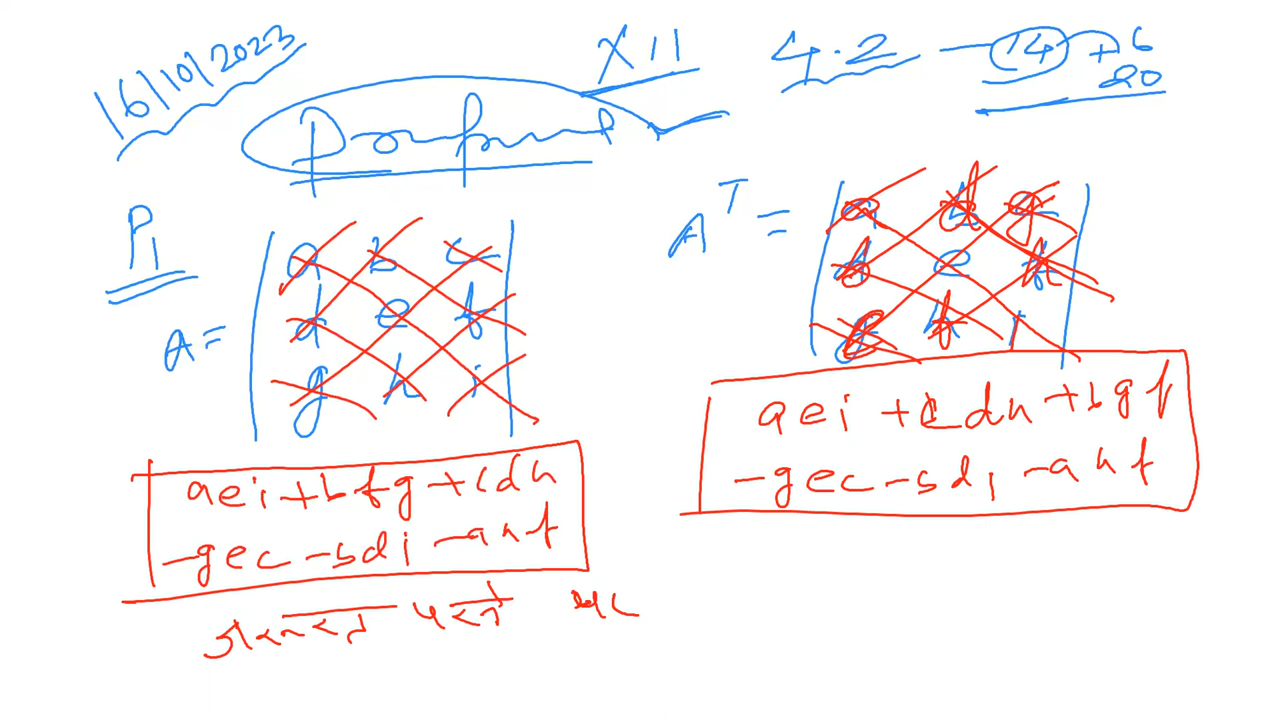 16/10/2023
XII
4.2 — 14 + 6
20
P1
A =
a b c
d e f
g h i
aei + bfg + cdh
- gec - bdi - ahf
A^T =
a d g
b e h
c f i
aei + cdh + bgf
- gec - bdi - ahf